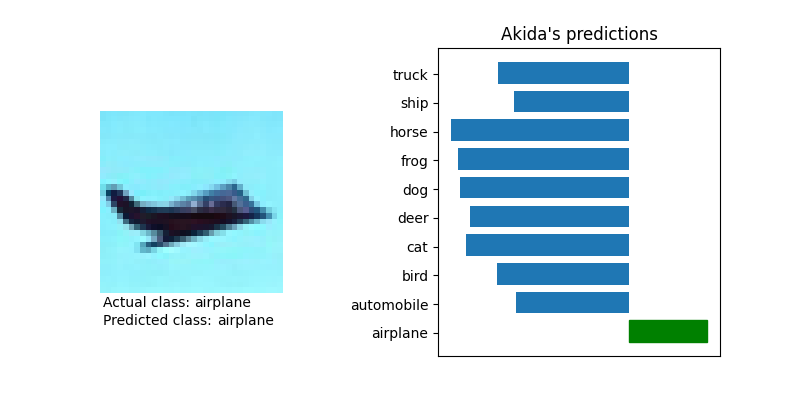 Akida's predictions
truck
ship
horse
frog
dog
deer
cat
bird
automobile
airplane
Actual class: airplane
Predicted class: airplane